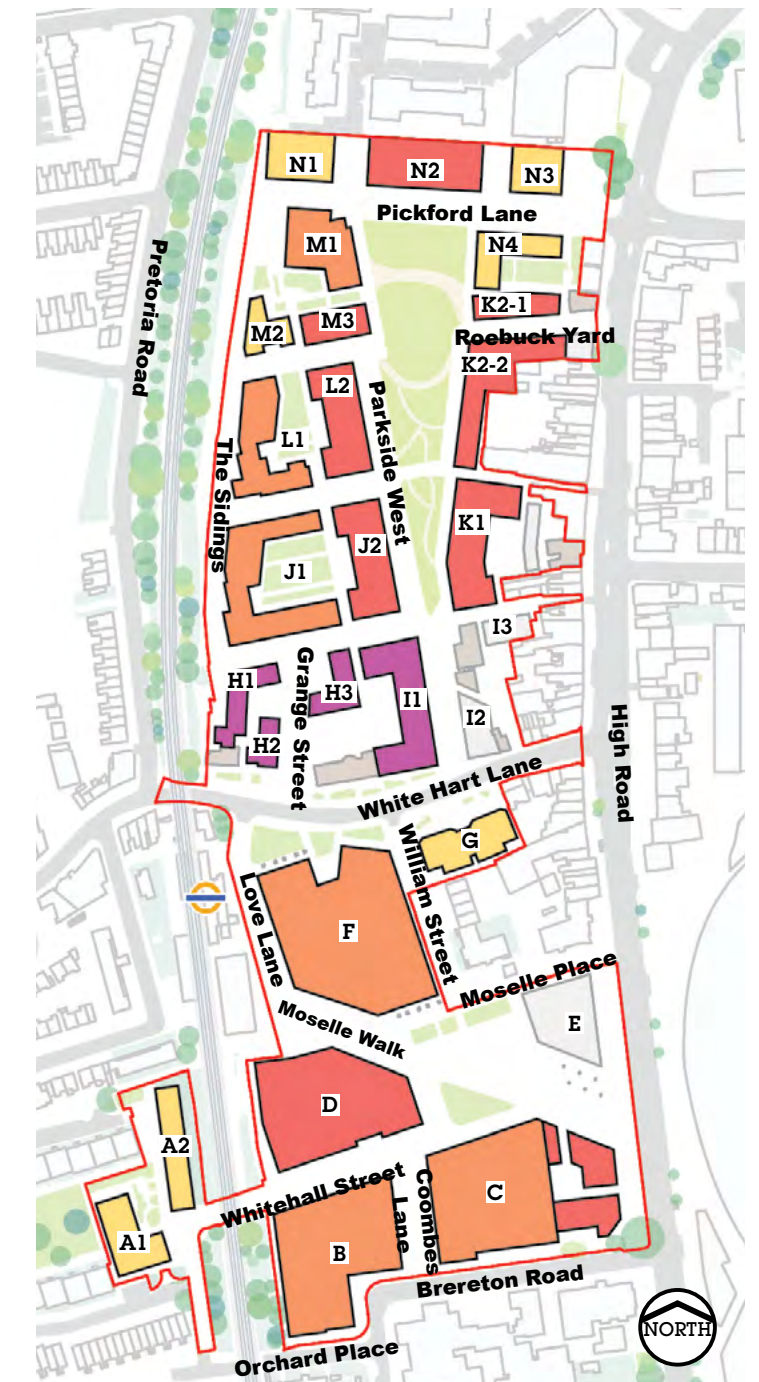 N1
N2
N3
Pickford Lane
M1
N4
Pretoria Road
K2-1
M2
M3
Roebuck Yard
K2-2
L2
Parkside West
L1
The Sidings
K1
J2
J1
I3
H1
Grange Street
H3
I1
I2
H2
High Road
White Hart Lane
William Street
G
Love Lane
F
Moselle Place
E
Moselle Walk
D
A2
Whitehall Street
Coombes
Lane
C
A1
B
Brereton Road
NORTH
Orchard Place